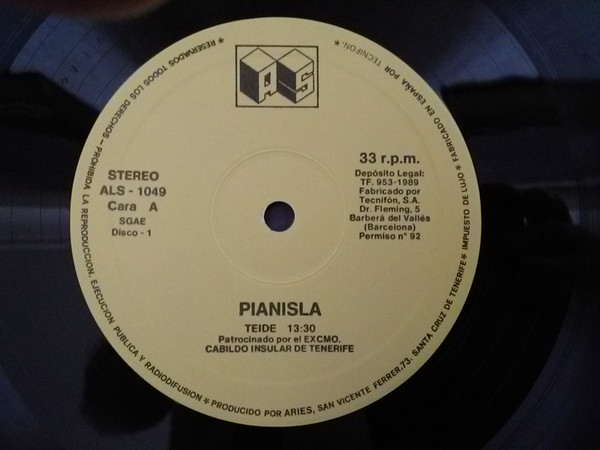 PS
STEREO
ALS - 1049
Cara A
SGAE
Disco - 1
33 r.p.m.
Depósito Legal:
TF. 953-1989
Fabricado por
Tecnifón, S.A.
Dr. Fleming, 5
Barberá del Vallés
(Barcelona)
Permiso nº 92
PIANISLA
TEIDE 13:30
Patrocinado por el EXCMO.
CABILDO INSULAR DE TENERIFE
* RESERVADOS TODOS LOS DERECHOS - PROHIBIDA LA REPRODUCCION, EJECUCION PUBLICA Y RADIODIFUSION * PRODUCIDO POR ARIES, SAN VICENTE FERRER,73. SANTA CRUZ DE TENERIFE * IMPUESTO DE LUJO * FABRICADO EN ESPAÑA POR TECNIFON. *